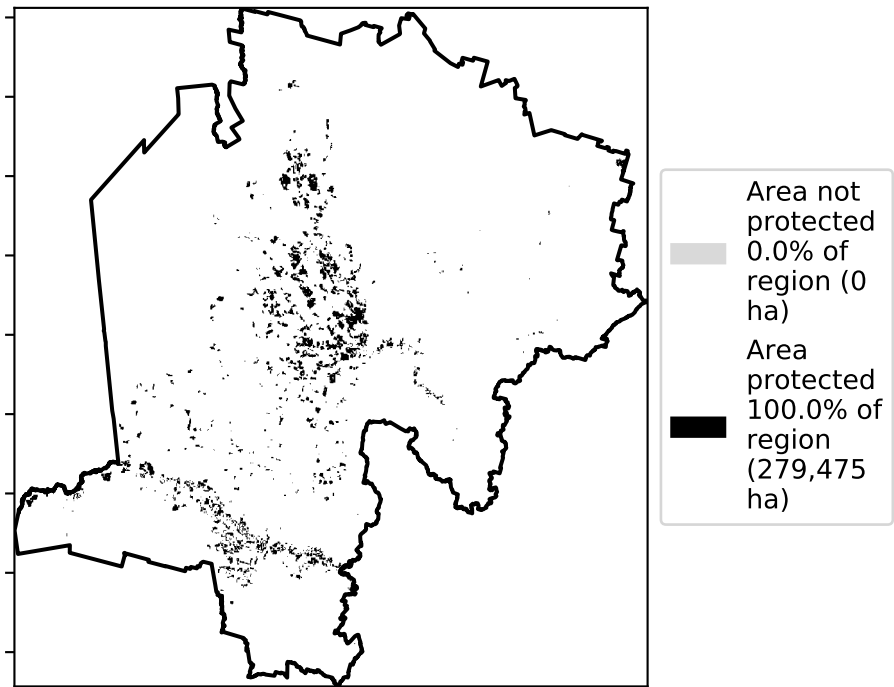 Area not
protected
0.0% of
region (0
ha)
Area
protected
100.0% of
region
(279,475
ha)